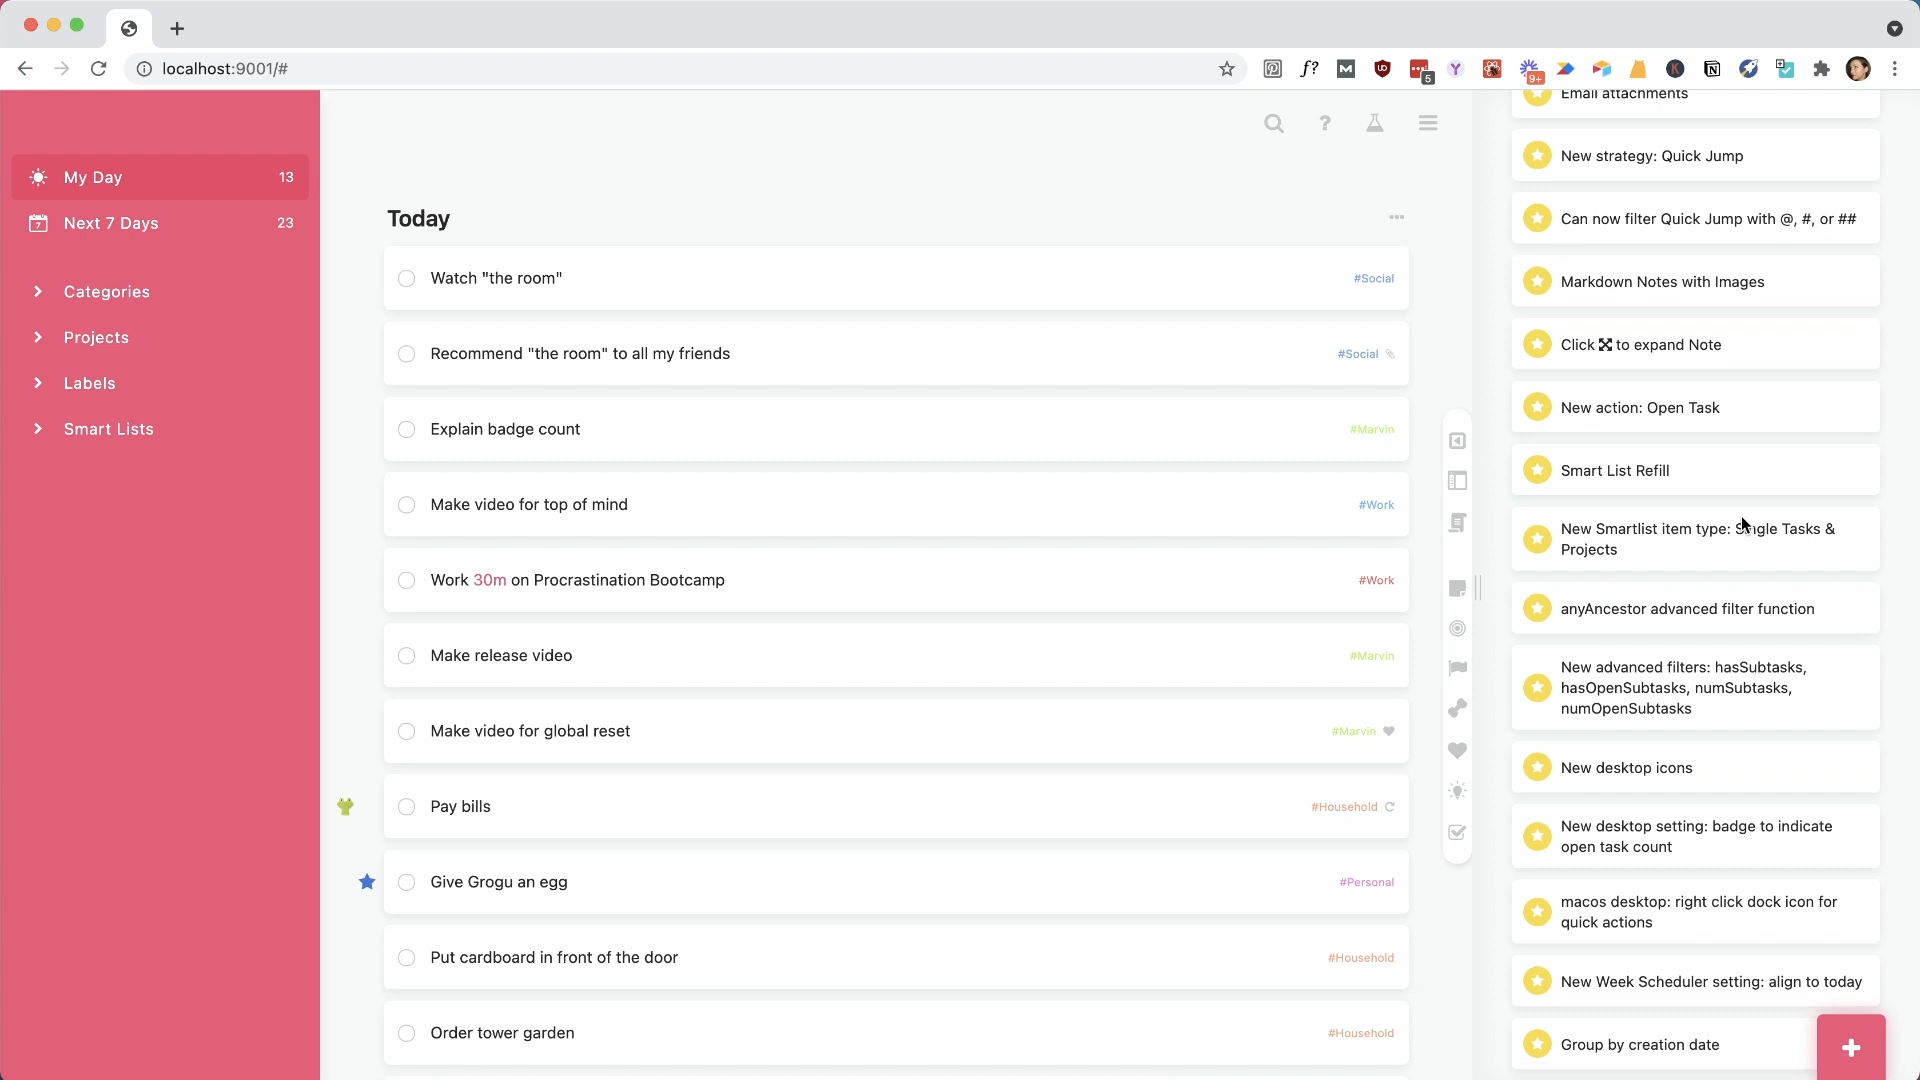 localhost:9001/#
5
9+
My Day 13
Next 7 Days 23
Categories
Projects
Labels
Smart Lists
Today
Watch "the room" #Social
Recommend "the room" to all my friends #Social
Explain badge count #Marvin
Make video for top of mind #Work
Work 30m on Procrastination Bootcamp #Work
Make release video #Marvin
Make video for global reset #Marvin
Pay bills #Household
Give Grogu an egg #Personal
Put cardboard in front of the door #Household
Order tower garden #Household
Email attachments
New strategy: Quick Jump
Can now filter Quick Jump with @, #, or ##
Markdown Notes with Images
Click to expand Note
New action: Open Task
Smart List Refill
New Smartlist item type: Single Tasks &
Projects
anyAncestor advanced filter function
New advanced filters: hasSubtasks,
hasOpenSubtasks, numSubtasks,
numOpenSubtasks
New desktop icons
New desktop setting: badge to indicate
open task count
macos desktop: right click dock icon for
quick actions
New Week Scheduler setting: align to today
Group by creation date